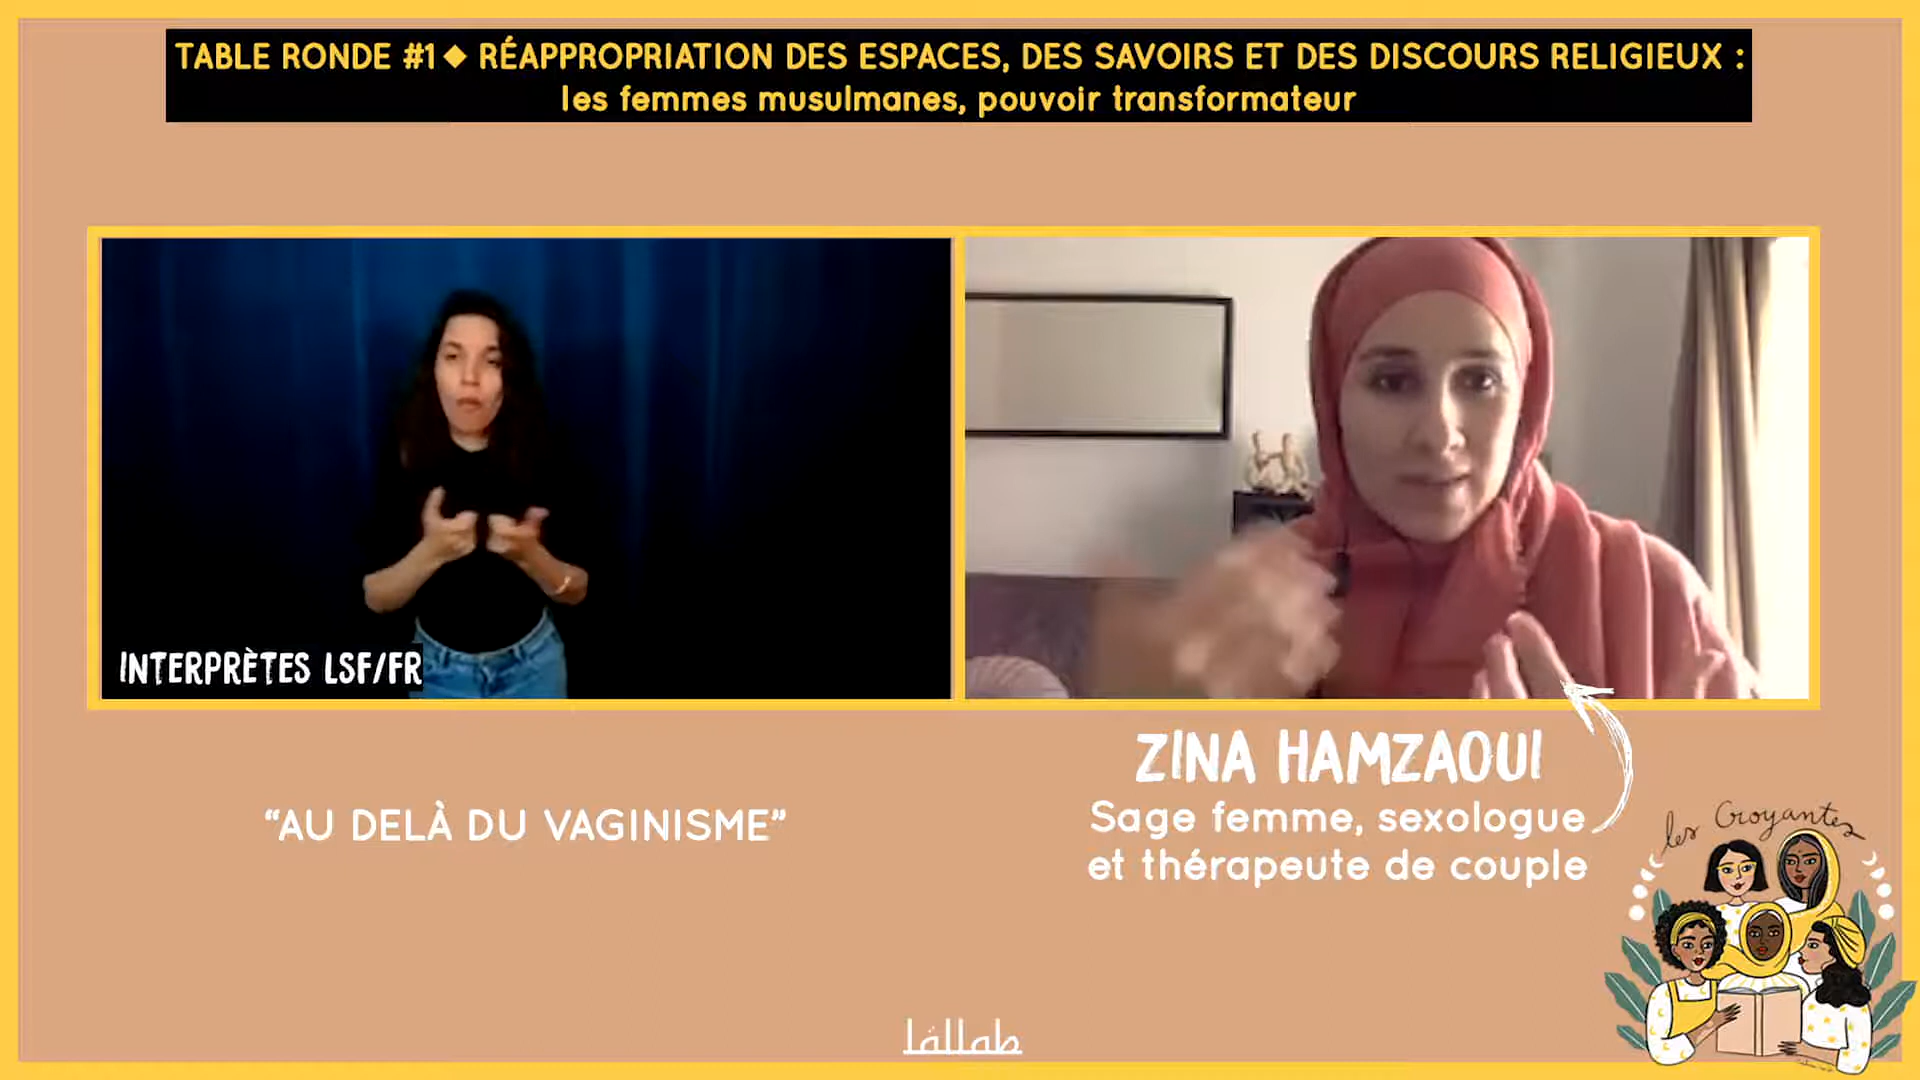 TABLE RONDE #1 ◆ RÉAPPROPRIATION DES ESPACES, DES SAVOIRS ET DES DISCOURS RELIGIEUX :
les femmes musulmanes, pouvoir transformateur
INTERPRÈTES LSF/FR
ZINA HAMZAOUI
Sage femme, sexologue
et thérapeute de couple
“AU DELÀ DU VAGINISME”
les Croyantes
lallab